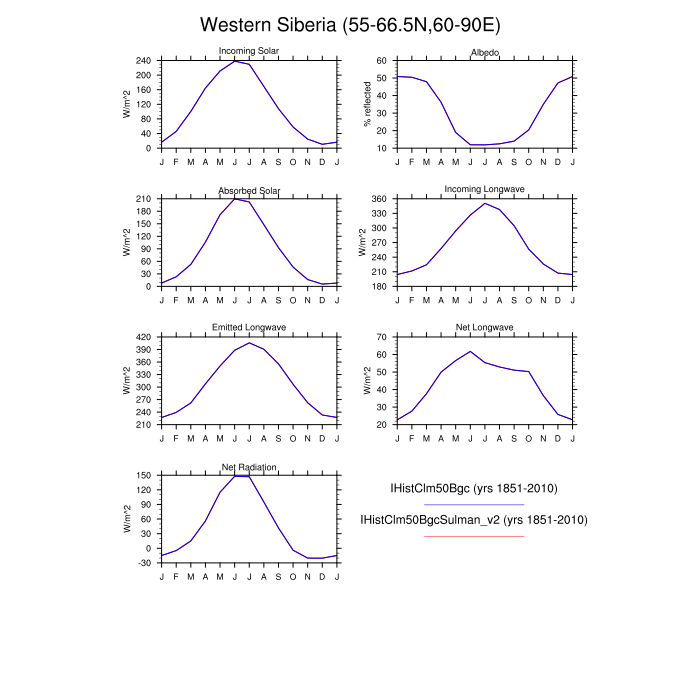 Western Siberia (55-66.5N,60-90E)
Incoming Solar
W/m^2
240
200
160
120
80
40
0
J F M A M J J A S O N D J
Albedo
% reflected
60
50
40
30
20
10
J F M A M J J A S O N D J
Absorbed Solar
W/m^2
210
180
150
120
90
60
30
0
J F M A M J J A S O N D J
Incoming Longwave
W/m^2
360
330
300
270
240
210
180
J F M A M J J A S O N D J
Emitted Longwave
W/m^2
420
390
360
330
300
270
240
210
J F M A M J J A S O N D J
Net Longwave
W/m^2
70
60
50
40
30
20
J F M A M J J A S O N D J
Net Radiation
W/m^2
150
120
90
60
30
0
-30
J F M A M J J A S O N D J
IHistClm50Bgc (yrs 1851-2010)
IHistClm50BgcSulman_v2 (yrs 1851-2010)